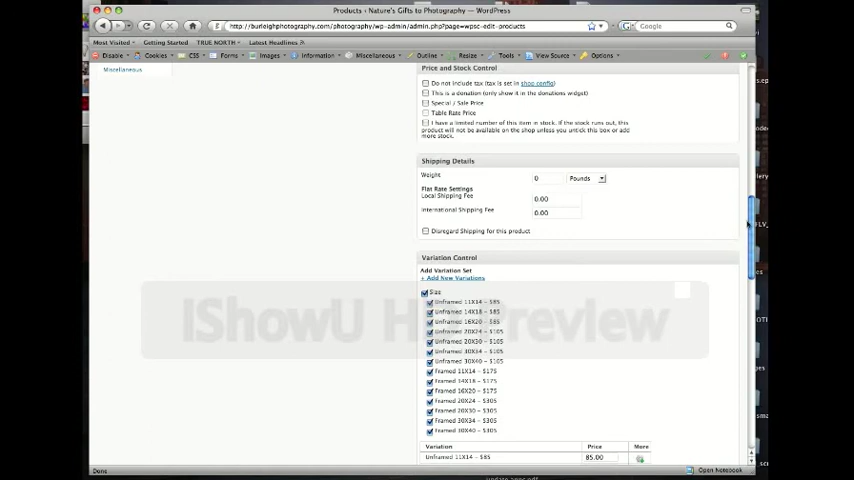 Products ‹ Nature's Gifts to Photography — WordPress
http://burleighphotography.com/photography/wp-admin/admin.php?page=wpsc-edit-products
Google
Most Visited Getting Started TRUE NORTH Latest Headlines
Disable Cookies CSS Forms Images Information Miscellaneous Outline Resize Tools View Source Options
Miscellaneous
Price and Stock Control
Do not include tax (tax is set in shop config)
This is a donation (only show it in the donations widget)
Special / Sale Price
Table Rate Price
I have a limited number of this item in stock. If the stock runs out, this
product will not be available on the shop unless you untick this box or add
more stock.
Shipping Details
Weight 0 Pounds
Flat Rate Settings
Local Shipping Fee 0.00
International Shipping Fee 0.00
Disregard Shipping for this product
Variation Control
Add Variation Set
+ Add New Variations
Size
Unframed 11X14 - $85
Unframed 14X18 - $85
Unframed 16X20 - $85
Unframed 20X24 - $105
Unframed 20X30 - $105
Unframed 30X34 - $105
Unframed 30X40 - $105
Framed 11X14 - $175
Framed 14X18 - $175
Framed 16X20 - $175
Framed 20X24 - $305
Framed 20X30 - $305
Framed 30X34 - $305
Framed 30X40 - $305
IShowU H Preview
Variation Price More
Unframed 11X14 - $85 85.00
Done Open Notebook